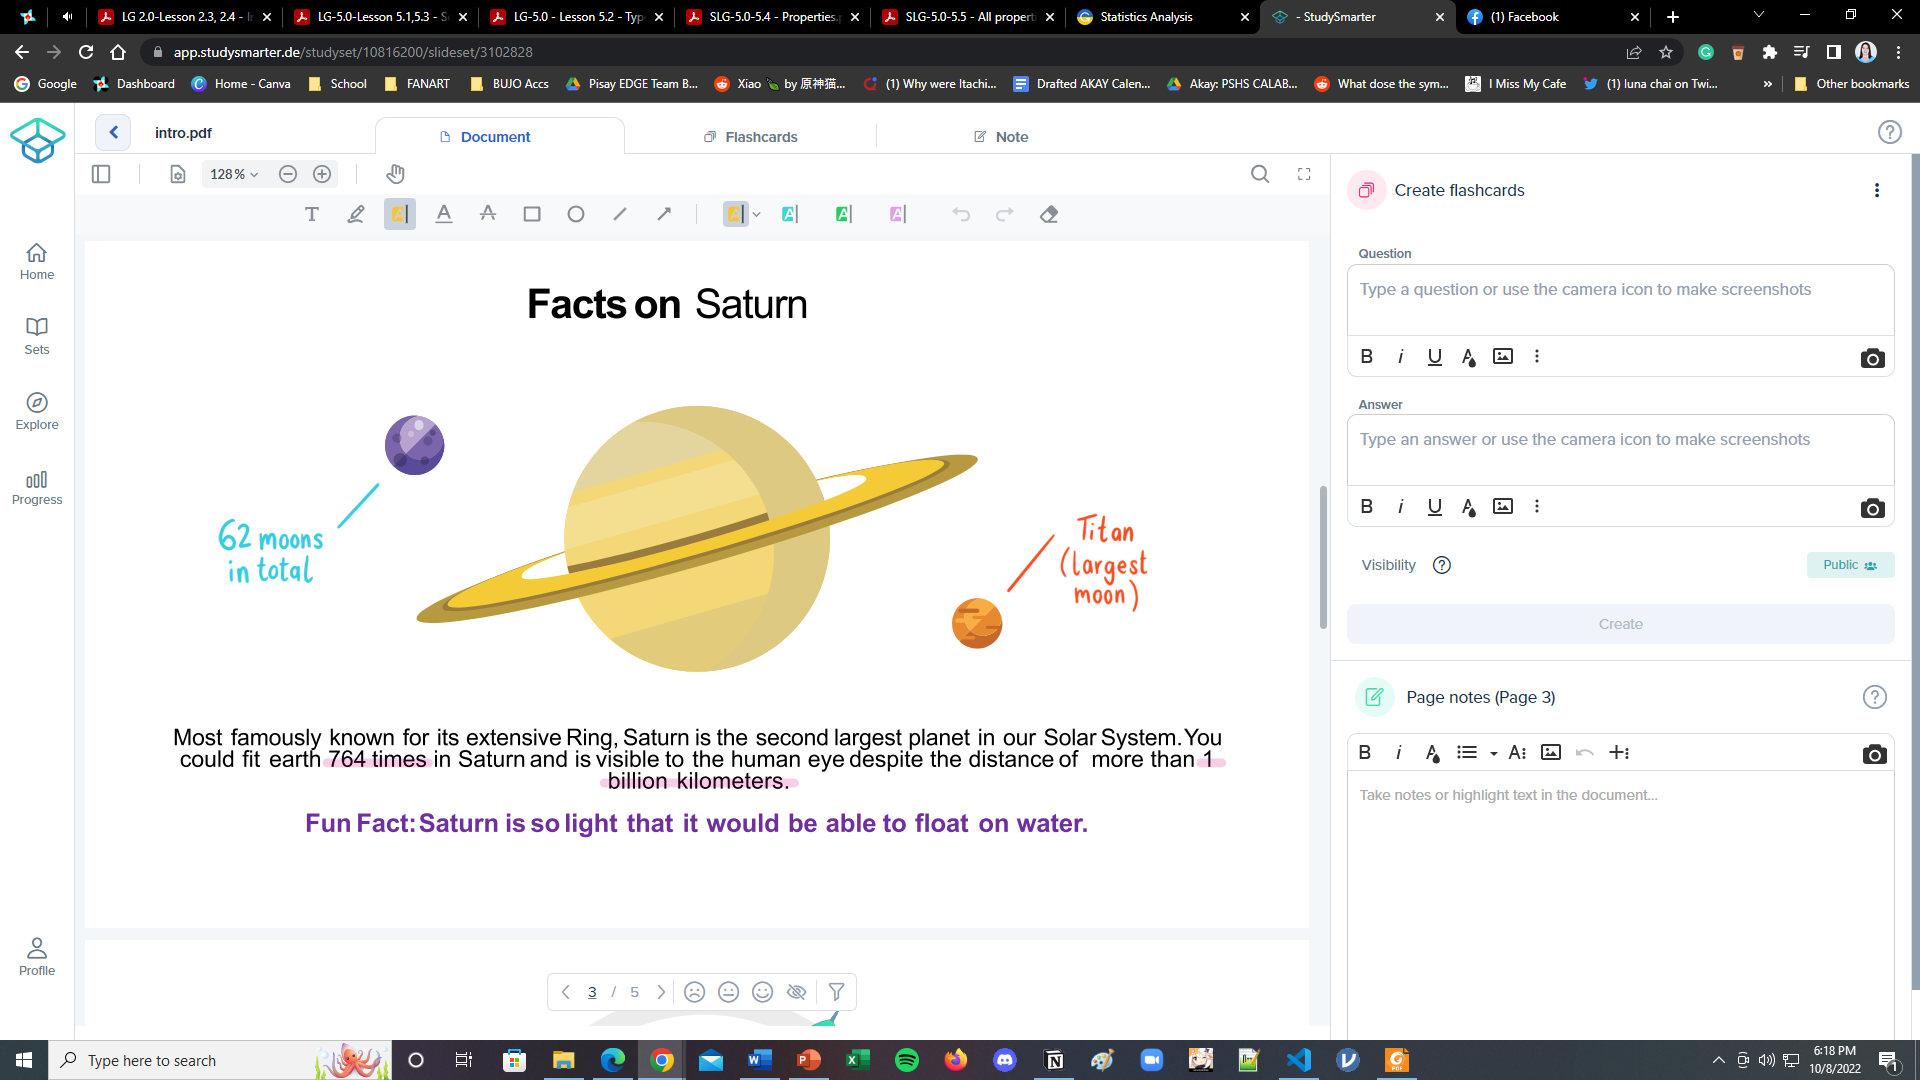 LG 2.0-Lesson 2.3, 2.4 - In
LG-5.0-Lesson 5.1,5.3 - S
LG-5.0 - Lesson 5.2 - Typ
SLG-5.0-5.4 - Properties.p
SLG-5.0-5.5 - All propert
Statistics Analysis
- StudySmarter
(1) Facebook
app.studysmarter.de/studyset/10816200/slideset/3102828
Google
Dashboard
Home - Canva
School
FANART
BUJO Accs
Pisay EDGE Team B...
Xiao 🍃 by 原神猫...
(1) Why were Itachi...
Drafted AKAY Calen...
Akay: PSHS CALAB...
What dose the sym...
I Miss My Cafe
(1) luna chai on Twi...
Other bookmarks
intro.pdf
Document
Flashcards
Note
128%
Home
Sets
Explore
Progress
Profile
Facts on Saturn
62 moons
in total
Titan
(largest
moon)
Most famously known for its extensive Ring, Saturn is the second largest planet in our Solar System. You
could fit earth 764 times in Saturn and is visible to the human eye despite the distance of more than 1
billion kilometers.
Fun Fact: Saturn is so light that it would be able to float on water.
3 / 5
Create flashcards
Question
Type a question or use the camera icon to make screenshots
Answer
Type an answer or use the camera icon to make screenshots
Visibility
Public
Create
Page notes (Page 3)
Take notes or highlight text in the document...
Type here to search
6:18 PM
10/8/2022
1